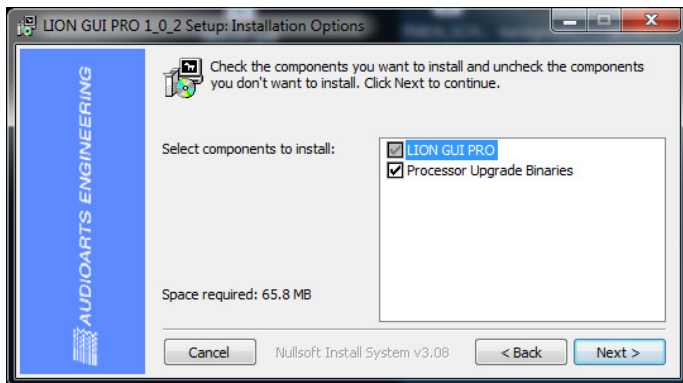 LION GUI PRO 1_0_2 Setup: Installation Options
AUDIOARTS ENGINEERING
Check the components you want to install and uncheck the components
you don't want to install. Click Next to continue.
Select components to install:
LION GUI PRO
Processor Upgrade Binaries
Space required: 65.8 MB
Cancel
Nullsoft Install System v3.08
< Back
Next >